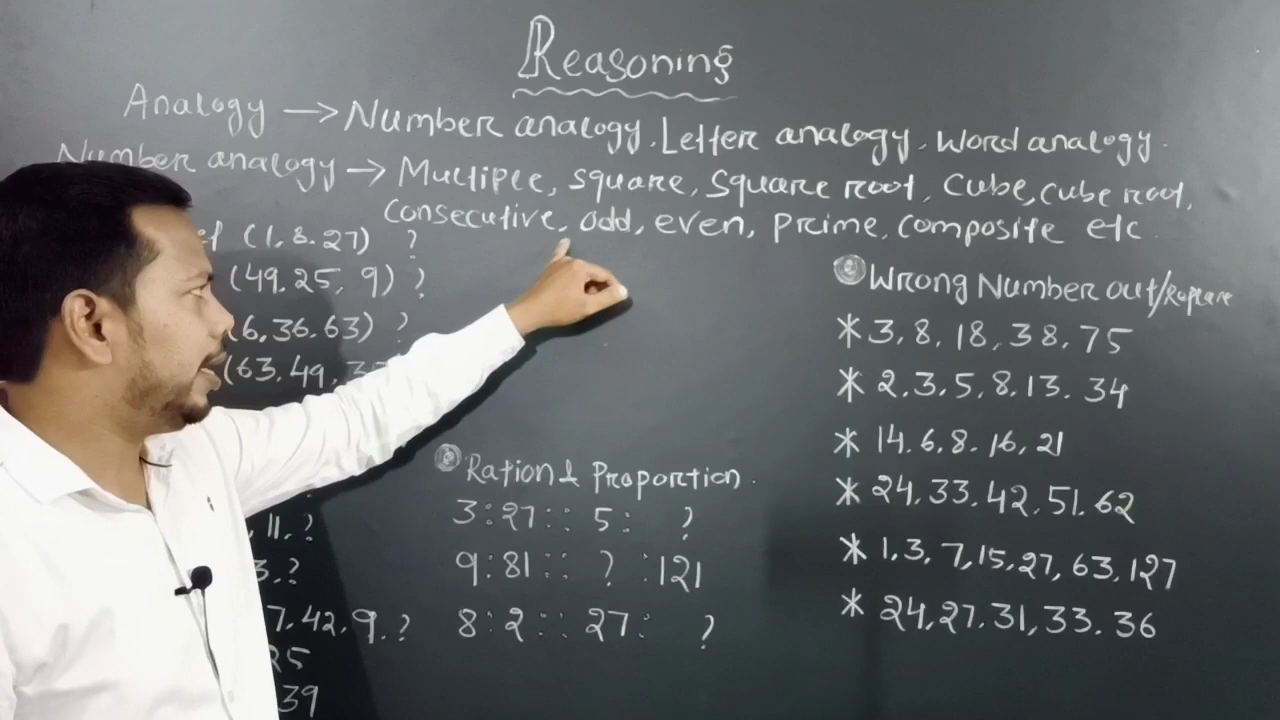 Reasoning
Analogy → Number analogy, Letter analogy, Word analogy.
Number analogy → Multiple, square, Square root, Cube, cube root,
Consecutive, odd, even, Prime, Composite etc.
(1, 8, 27) ?
(49, 25, 9) ?
6, 36, 63) ?
(63, 49,
11, ?
3, ?
7, 42, 9, ?
25
39
Ration & Proportion.
3 : 27 :: 5 : ?
9 : 81 :: ? : 121
8 : 2 :: 27 : ?
Wrong Number out/
* 3, 8, 18, 38, 75
* 2, 3, 5, 8, 13, 34
* 14, 6, 8, 16, 21
* 24, 33, 42, 51, 62
* 1, 3, 7, 15, 27, 63, 127
* 24, 27, 31, 33, 36